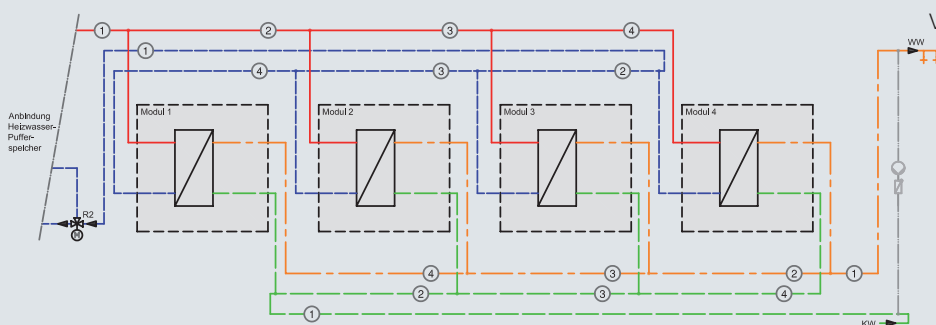 1 2 3 4
WW
1
4 3 2
Modul 1 Modul 2 Modul 3 Modul 4
Anbindung
Heizwasser-
Puffer-
speicher
R2
M
4 3 2 1
2 3 4
1
KW